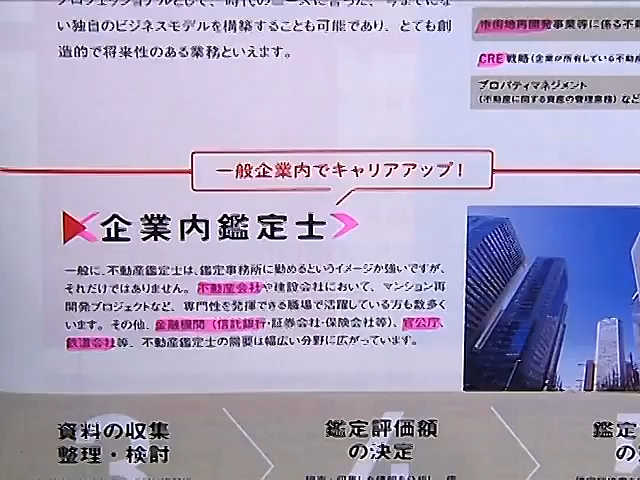 い独自のビジネスモデルを構築することも可能であり、とても創
造的で将来性のある業務といえます。
市街地再開発事業等に係る不動
CRE戦略(企業が所有している不動産
プロパティマネジメント
(不動産に関する資産の管理業務)など
一般企業内でキャリアアップ!
企業内鑑定士
一般に、不動産鑑定士は、鑑定事務所に勤めるというイメージが強いですが、
それだけではありません。不動産会社や建設会社において、マンション再
開発プロジェクトなど、専門性を発揮できる職場で活躍している方も数多く
います。その他、金融機関(信託銀行・証券会社・保険会社等)、官公庁、
鉄道会社等、不動産鑑定士の需要は幅広い分野に広がっています。
資料の収集
整理・検討
鑑定評価額
の決定
鑑定
の